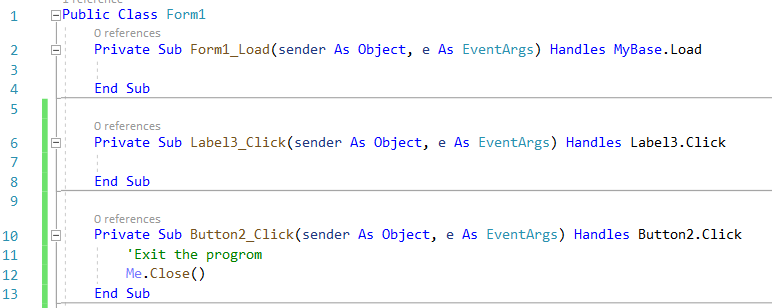 1 reference
1 Public Class Form1
0 references
2 Private Sub Form1_Load(sender As Object, e As EventArgs) Handles MyBase.Load
3
4 End Sub
5
0 references
6 Private Sub Label3_Click(sender As Object, e As EventArgs) Handles Label3.Click
7
8 End Sub
9
0 references
10 Private Sub Button2_Click(sender As Object, e As EventArgs) Handles Button2.Click
11 'Exit the progrom
12 Me.Close()
13 End Sub